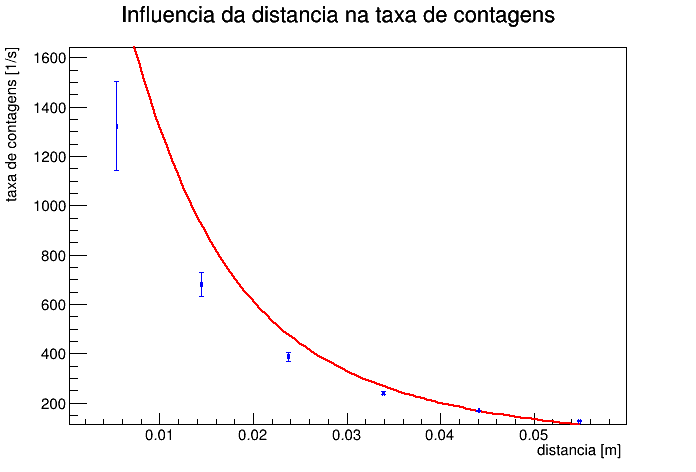 Influencia da distancia na taxa de contagens
taxa de contagens [1/s]
1600
1400
1200
1000
800
600
400
200
0.01 0.02 0.03 0.04 0.05
distancia [m]